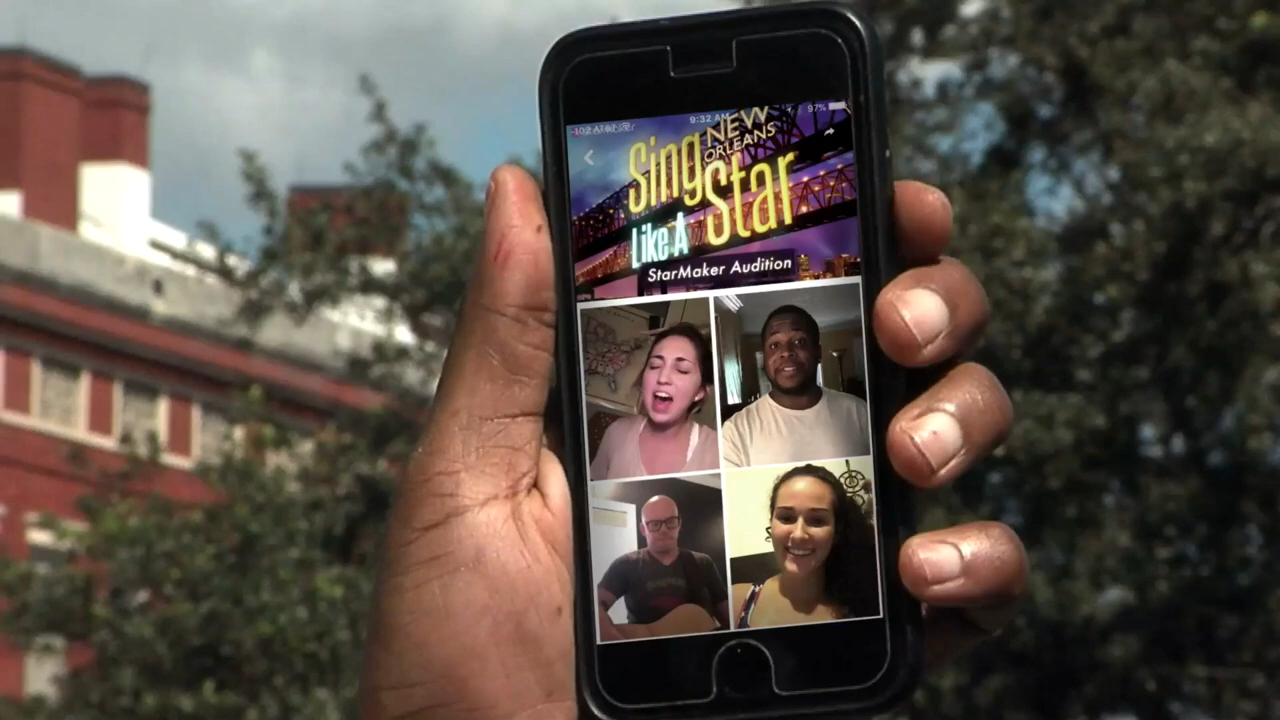 9:32 AM
97%
NEW
ORLEANS
Sing
Star
Like A
StarMaker Audition